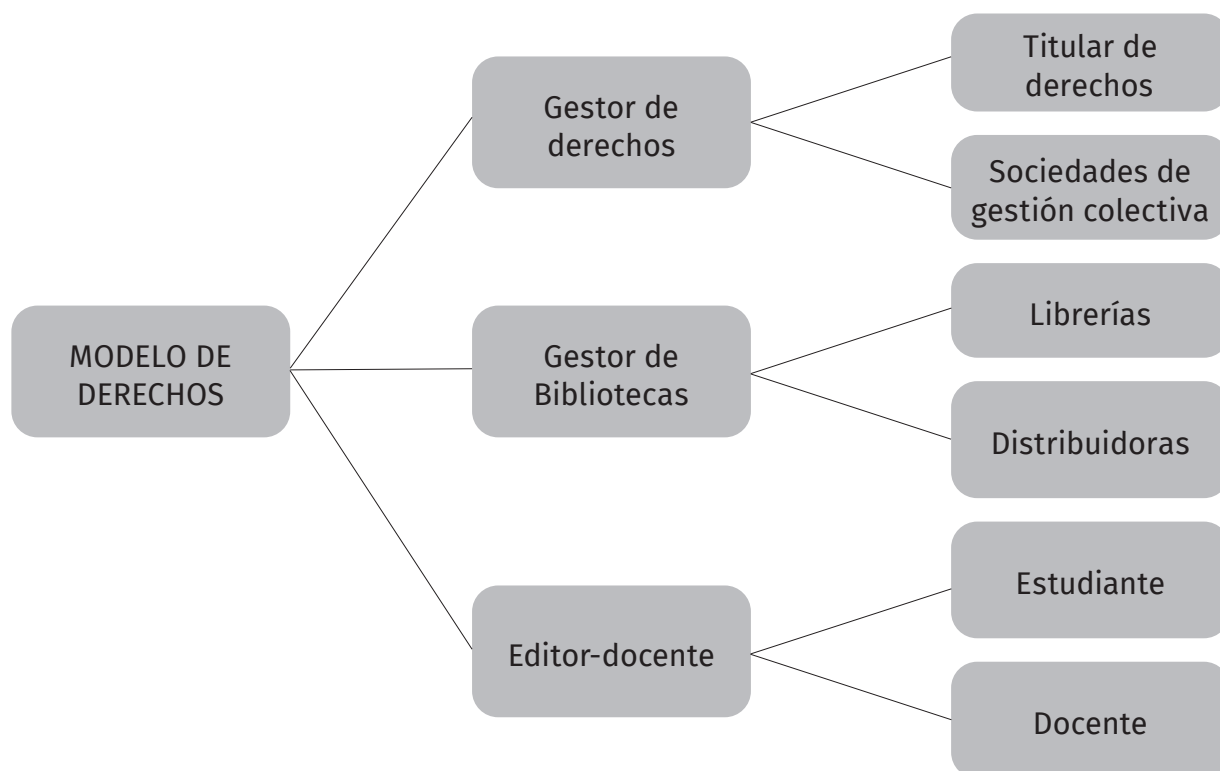 MODELO DE
DERECHOS
Gestor de
derechos
Titular de
derechos
Sociedades de
gestión colectiva
Gestor de
Bibliotecas
Librerías
Distribuidoras
Editor-docente
Estudiante
Docente